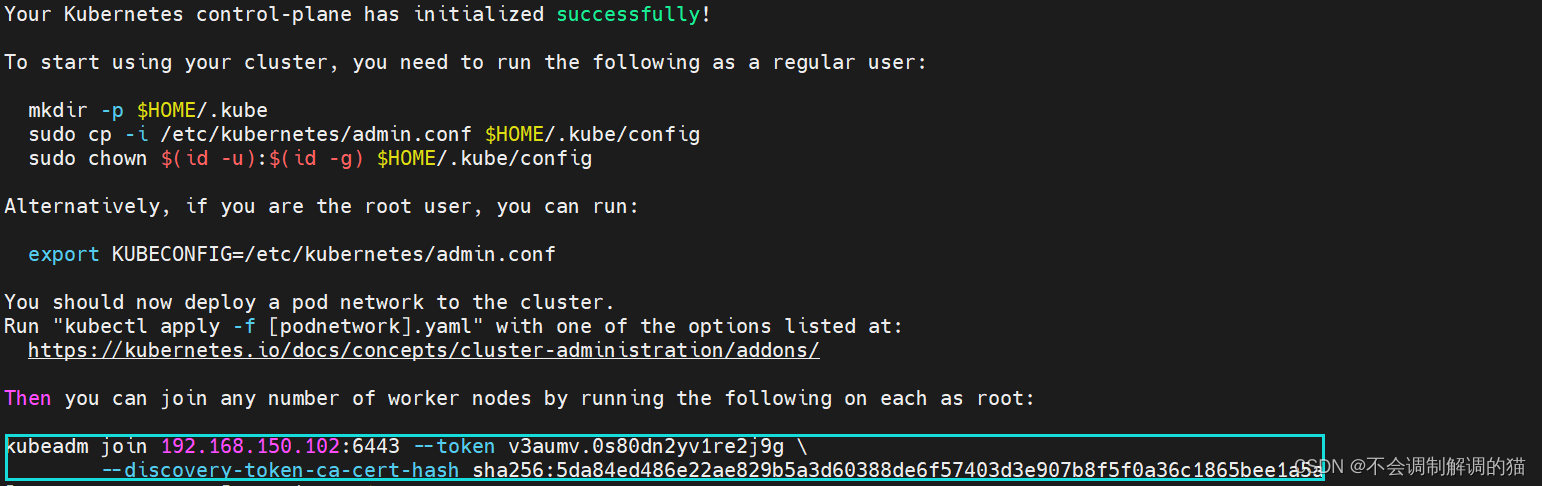 Your Kubernetes control-plane has initialized successfully!
To start using your cluster, you need to run the following as a regular user:
mkdir -p $HOME/.kube
sudo cp -i /etc/kubernetes/admin.conf $HOME/.kube/config
sudo chown $(id -u):$(id -g) $HOME/.kube/config
Alternatively, if you are the root user, you can run:
export KUBECONFIG=/etc/kubernetes/admin.conf
You should now deploy a pod network to the cluster.
Run "kubectl apply -f [podnetwork].yaml" with one of the options listed at:
https://kubernetes.io/docs/concepts/cluster-administration/addons/
Then you can join any number of worker nodes by running the following on each as root:
kubeadm join 192.168.150.102:6443 --token v3aumv.0s80dn2yv1re2j9g \
--discovery-token-ca-cert-hash sha256:5da84ed486e22ae829b5a3d60388de6f57403d3e907b8f5f0a36c1865bee1a5a
CSDN @不会调制解调的猫